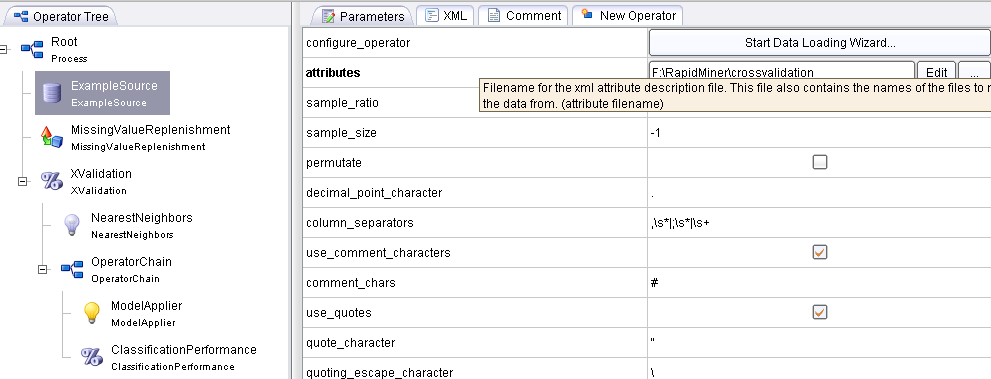 Operator Tree
Root
Process
ExampleSource
ExampleSource
MissingValueReplenishment
MissingValueReplenishment
XValidation
XValidation
NearestNeighbors
NearestNeighbors
OperatorChain
OperatorChain
ModelApplier
ModelApplier
ClassificationPerformance
ClassificationPerformance
Parameters XML Comment New Operator
configure_operator Start Data Loading Wizard...
attributes F:\RapidMiner\crossvalidation Edit ...
Filename for the xml attribute description file. This file also contains the names of the files to
the data from. (attribute filename)
sample_ratio
sample_size -1
permutate
decimal_point_character .
column_separators ,\s*|;\s*|\s+
use_comment_characters
comment_chars #
use_quotes
quote_character "
quoting_escape_character \